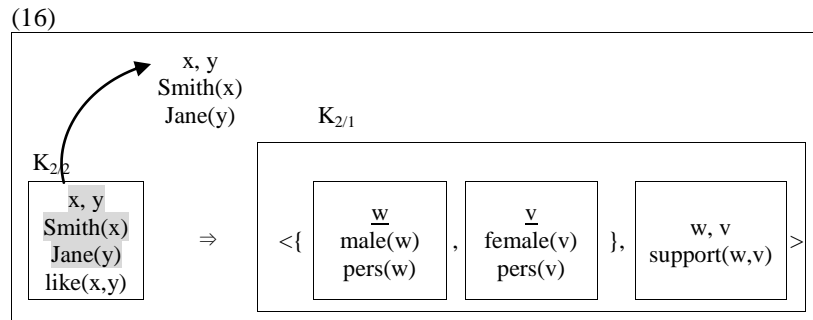 (16)
x, y
Smith(x)
Jane(y)
K2/1
K2/2
x, y
Smith(x)
Jane(y)
like(x,y)
⇒
<{
w
male(w)
pers(w)
,
v
female(v)
pers(v)
},
w, v
support(w,v)
>